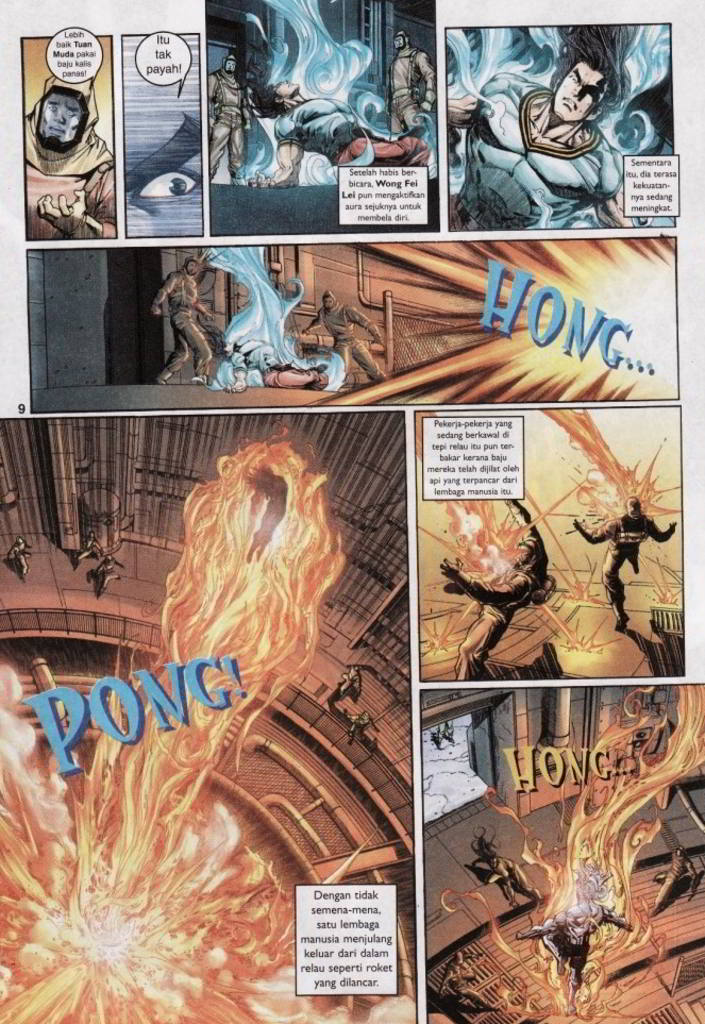 Lebih
baik Tuan
Muda pakai
baju kalis
panas!
Itu
tak
payah!
Setelah habis ber-
bicara, Wong Fei
Lei pun mengaktifkan
aura sejuknya untuk
membela diri.
Sementara
itu, dia terasa
kekuatan-
nya sedang
meningkat.
HONG...
9
PONG!
Dengan tidak
semena-mena,
satu lembaga
manusia menjulang
keluar dari dalam
relau seperti roket
yang dilancar.
Pekerja-pekerja yang
sedang berkawal di
tepi relau itu pun ter-
bakar kerana baju
mereka telah dijilat oleh
api yang terpancar dari
lembaga manusia itu.
HONG...